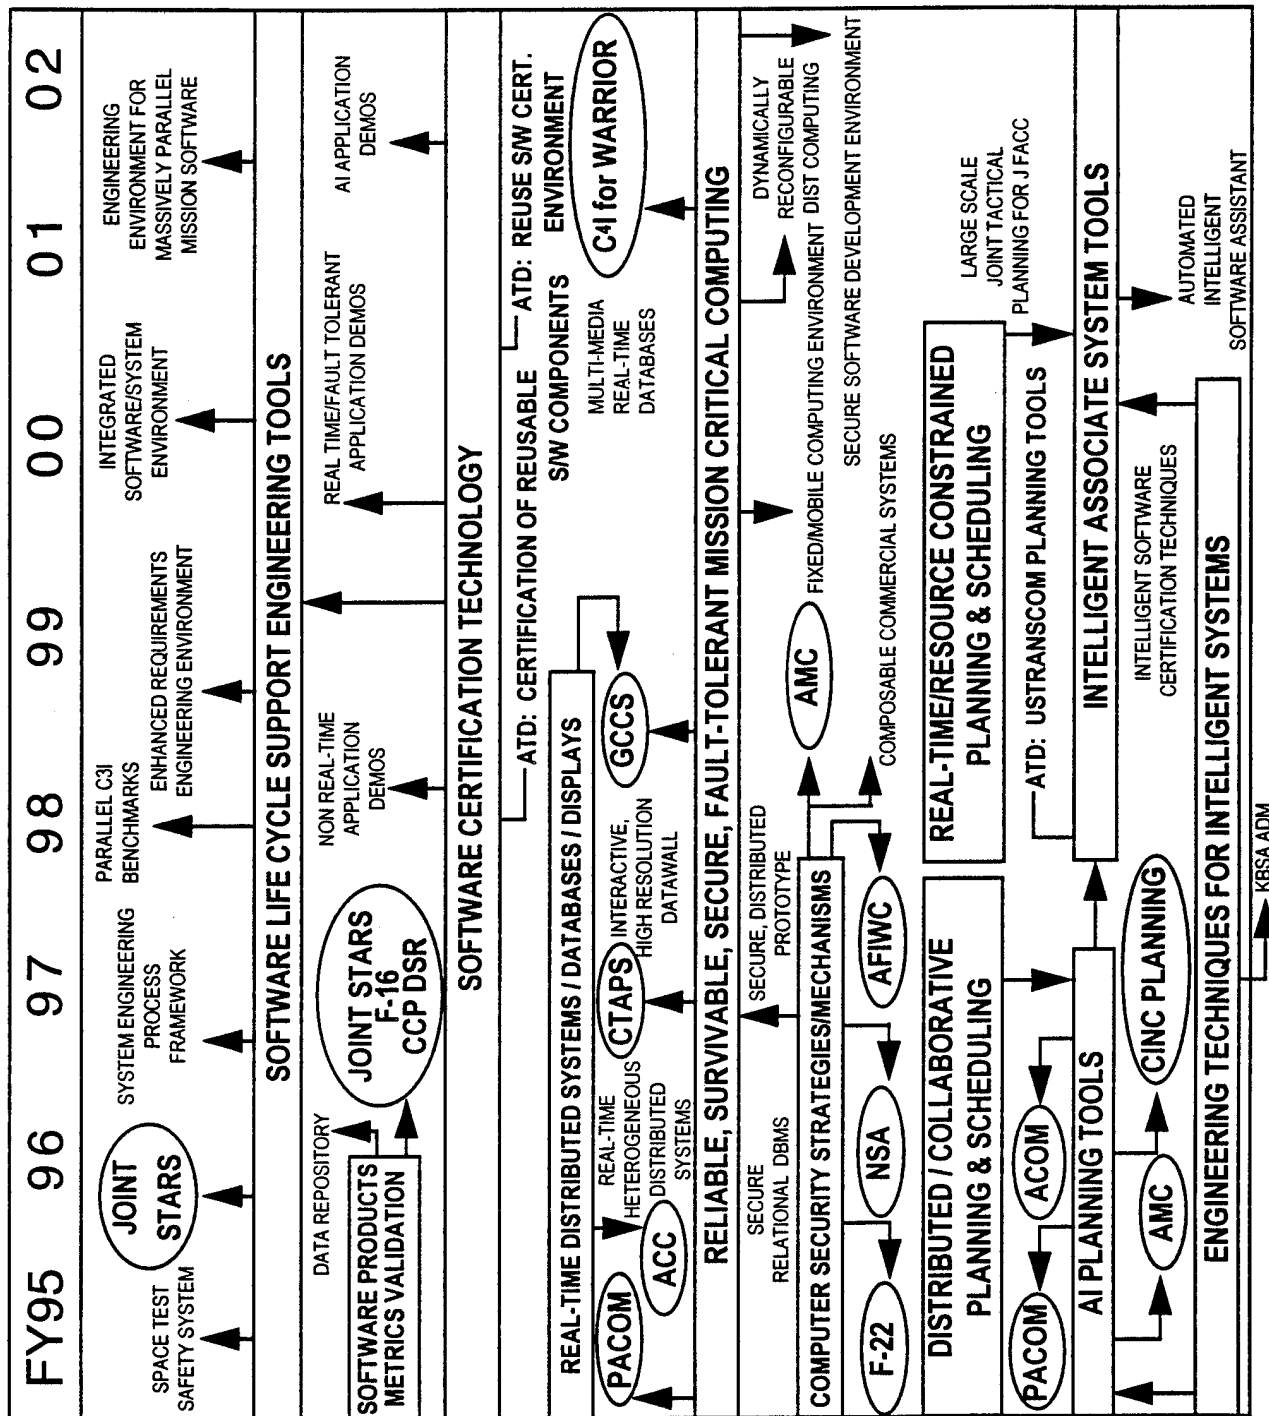 FY95 96 97 98 99 00 01 02
SPACE TEST
SAFETY SYSTEM
JOINT
STARS
SYSTEM ENGINEERING
PROCESS
FRAMEWORK
PARALLEL C3I
BENCHMARKS
ENHANCED REQUIREMENTS
ENGINEERING ENVIRONMENT
INTEGRATED
SOFTWARE/SYSTEM
ENVIRONMENT
ENGINEERING
ENVIRONMENT FOR
MASSIVELY PARALLEL
MISSION SOFTWARE
SOFTWARE LIFE CYCLE SUPPORT ENGINEERING TOOLS
DATA REPOSITORY
SOFTWARE PRODUCTS
METRICS VALIDATION
JOINT STARS
F-16
CCP DSR
NON REAL-TIME
APPLICATION
DEMOS
REAL TIME/FAULT TOLERANT
APPLICATION DEMOS
AI APPLICATION
DEMOS
SOFTWARE CERTIFICATION TECHNOLOGY
ATD: CERTIFICATION OF REUSABLE
S/W COMPONENTS
ATD: REUSE S/W CERT.
ENVIRONMENT
REAL-TIME DISTRIBUTED SYSTEMS / DATABASES / DISPLAYS
PACOM
ACC
REAL-TIME
HETEROGENEOUS
DISTRIBUTED
SYSTEMS
CTAPS
INTERACTIVE,
HIGH RESOLUTION
DATAWALL
GCCS
MULTI-MEDIA
REAL-TIME
DATABASES
C4I for WARRIOR
RELIABLE, SURVIVABLE, SECURE, FAULT-TOLERANT MISSION CRITICAL COMPUTING
SECURE
RELATIONAL DBMS
SECURE, DISTRIBUTED
PROTOTYPE
AMC
FIXED/MOBILE COMPUTING ENVIRONMENT
DYNAMICALLY
RECONFIGURABLE
DIST COMPUTING
SECURE SOFTWARE DEVELOPMENT ENVIRONMENT
COMPUTER SECURITY STRATEGIES/MECHANISMS
F-22
NSA
AFIWC
COMPOSABLE COMMERCIAL SYSTEMS
DISTRIBUTED / COLLABORATIVE
PLANNING & SCHEDULING
REAL-TIME/RESOURCE CONSTRAINED
PLANNING & SCHEDULING
LARGE SCALE
JOINT TACTICAL
PLANNING FOR J FACC
PACOM
ACOM
ATD: USTRANSCOM PLANNING TOOLS
AI PLANNING TOOLS
INTELLIGENT ASSOCIATE SYSTEM TOOLS
AMC
CINC PLANNING
INTELLIGENT SOFTWARE
CERTIFICATION TECHNIQUES
AUTOMATED
INTELLIGENT
SOFTWARE ASSISTANT
ENGINEERING TECHNIQUES FOR INTELLIGENT SYSTEMS
KBSA ADM